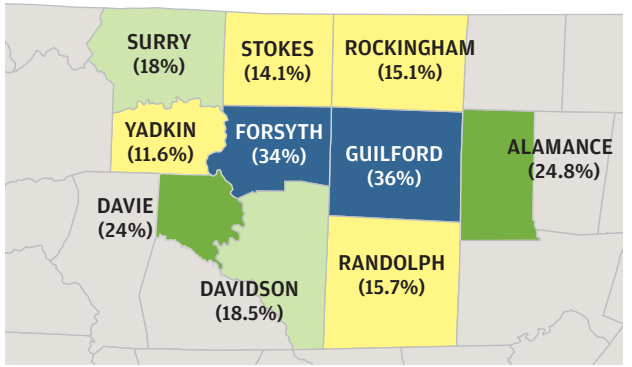 SURRY
(18%)
STOKES
(14.1%)
ROCKINGHAM
(15.1%)
YADKIN
(11.6%)
FORSYTH
(34%)
GUILFORD
(36%)
ALAMANCE
(24.8%)
DAVIE
(24%)
DAVIDSON
(18.5%)
RANDOLPH
(15.7%)